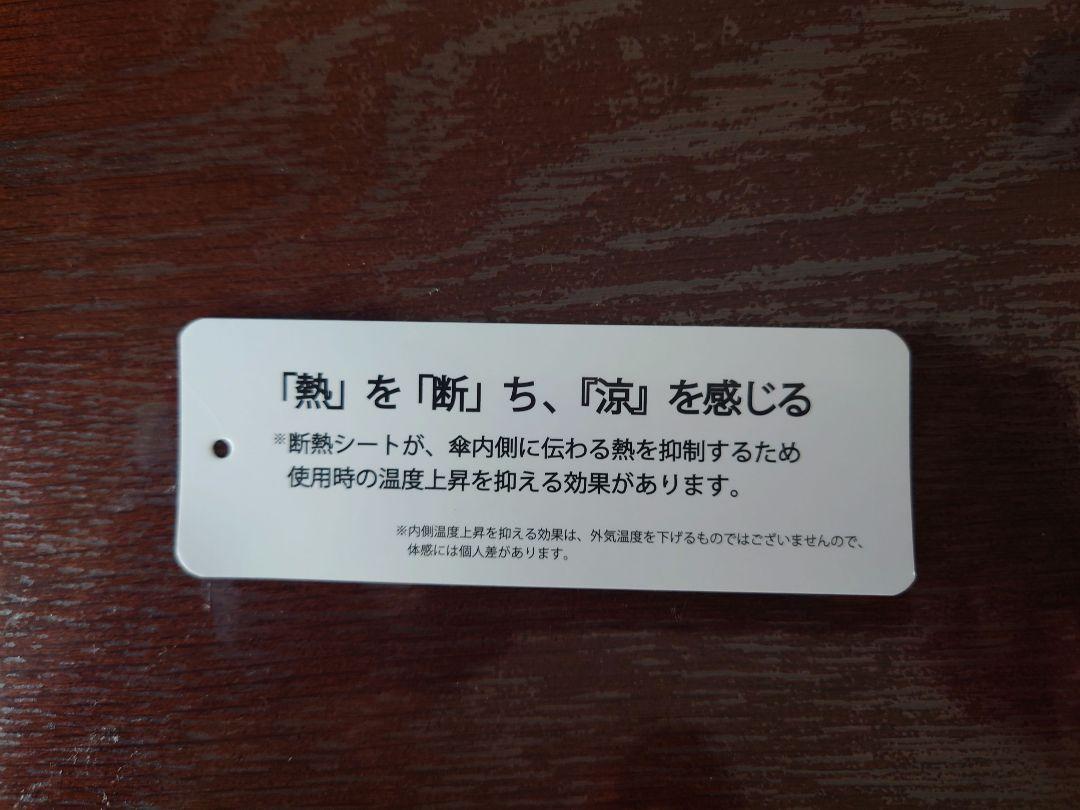 「熱」を「断」ち、『涼』を感じる
※断熱シートが、傘内側に伝わる熱を抑制するため
使用時の温度上昇を抑える効果があります。
※内側温度上昇を抑える効果は、外気温度を下げるものではございませんので、
体感には個人差があります。